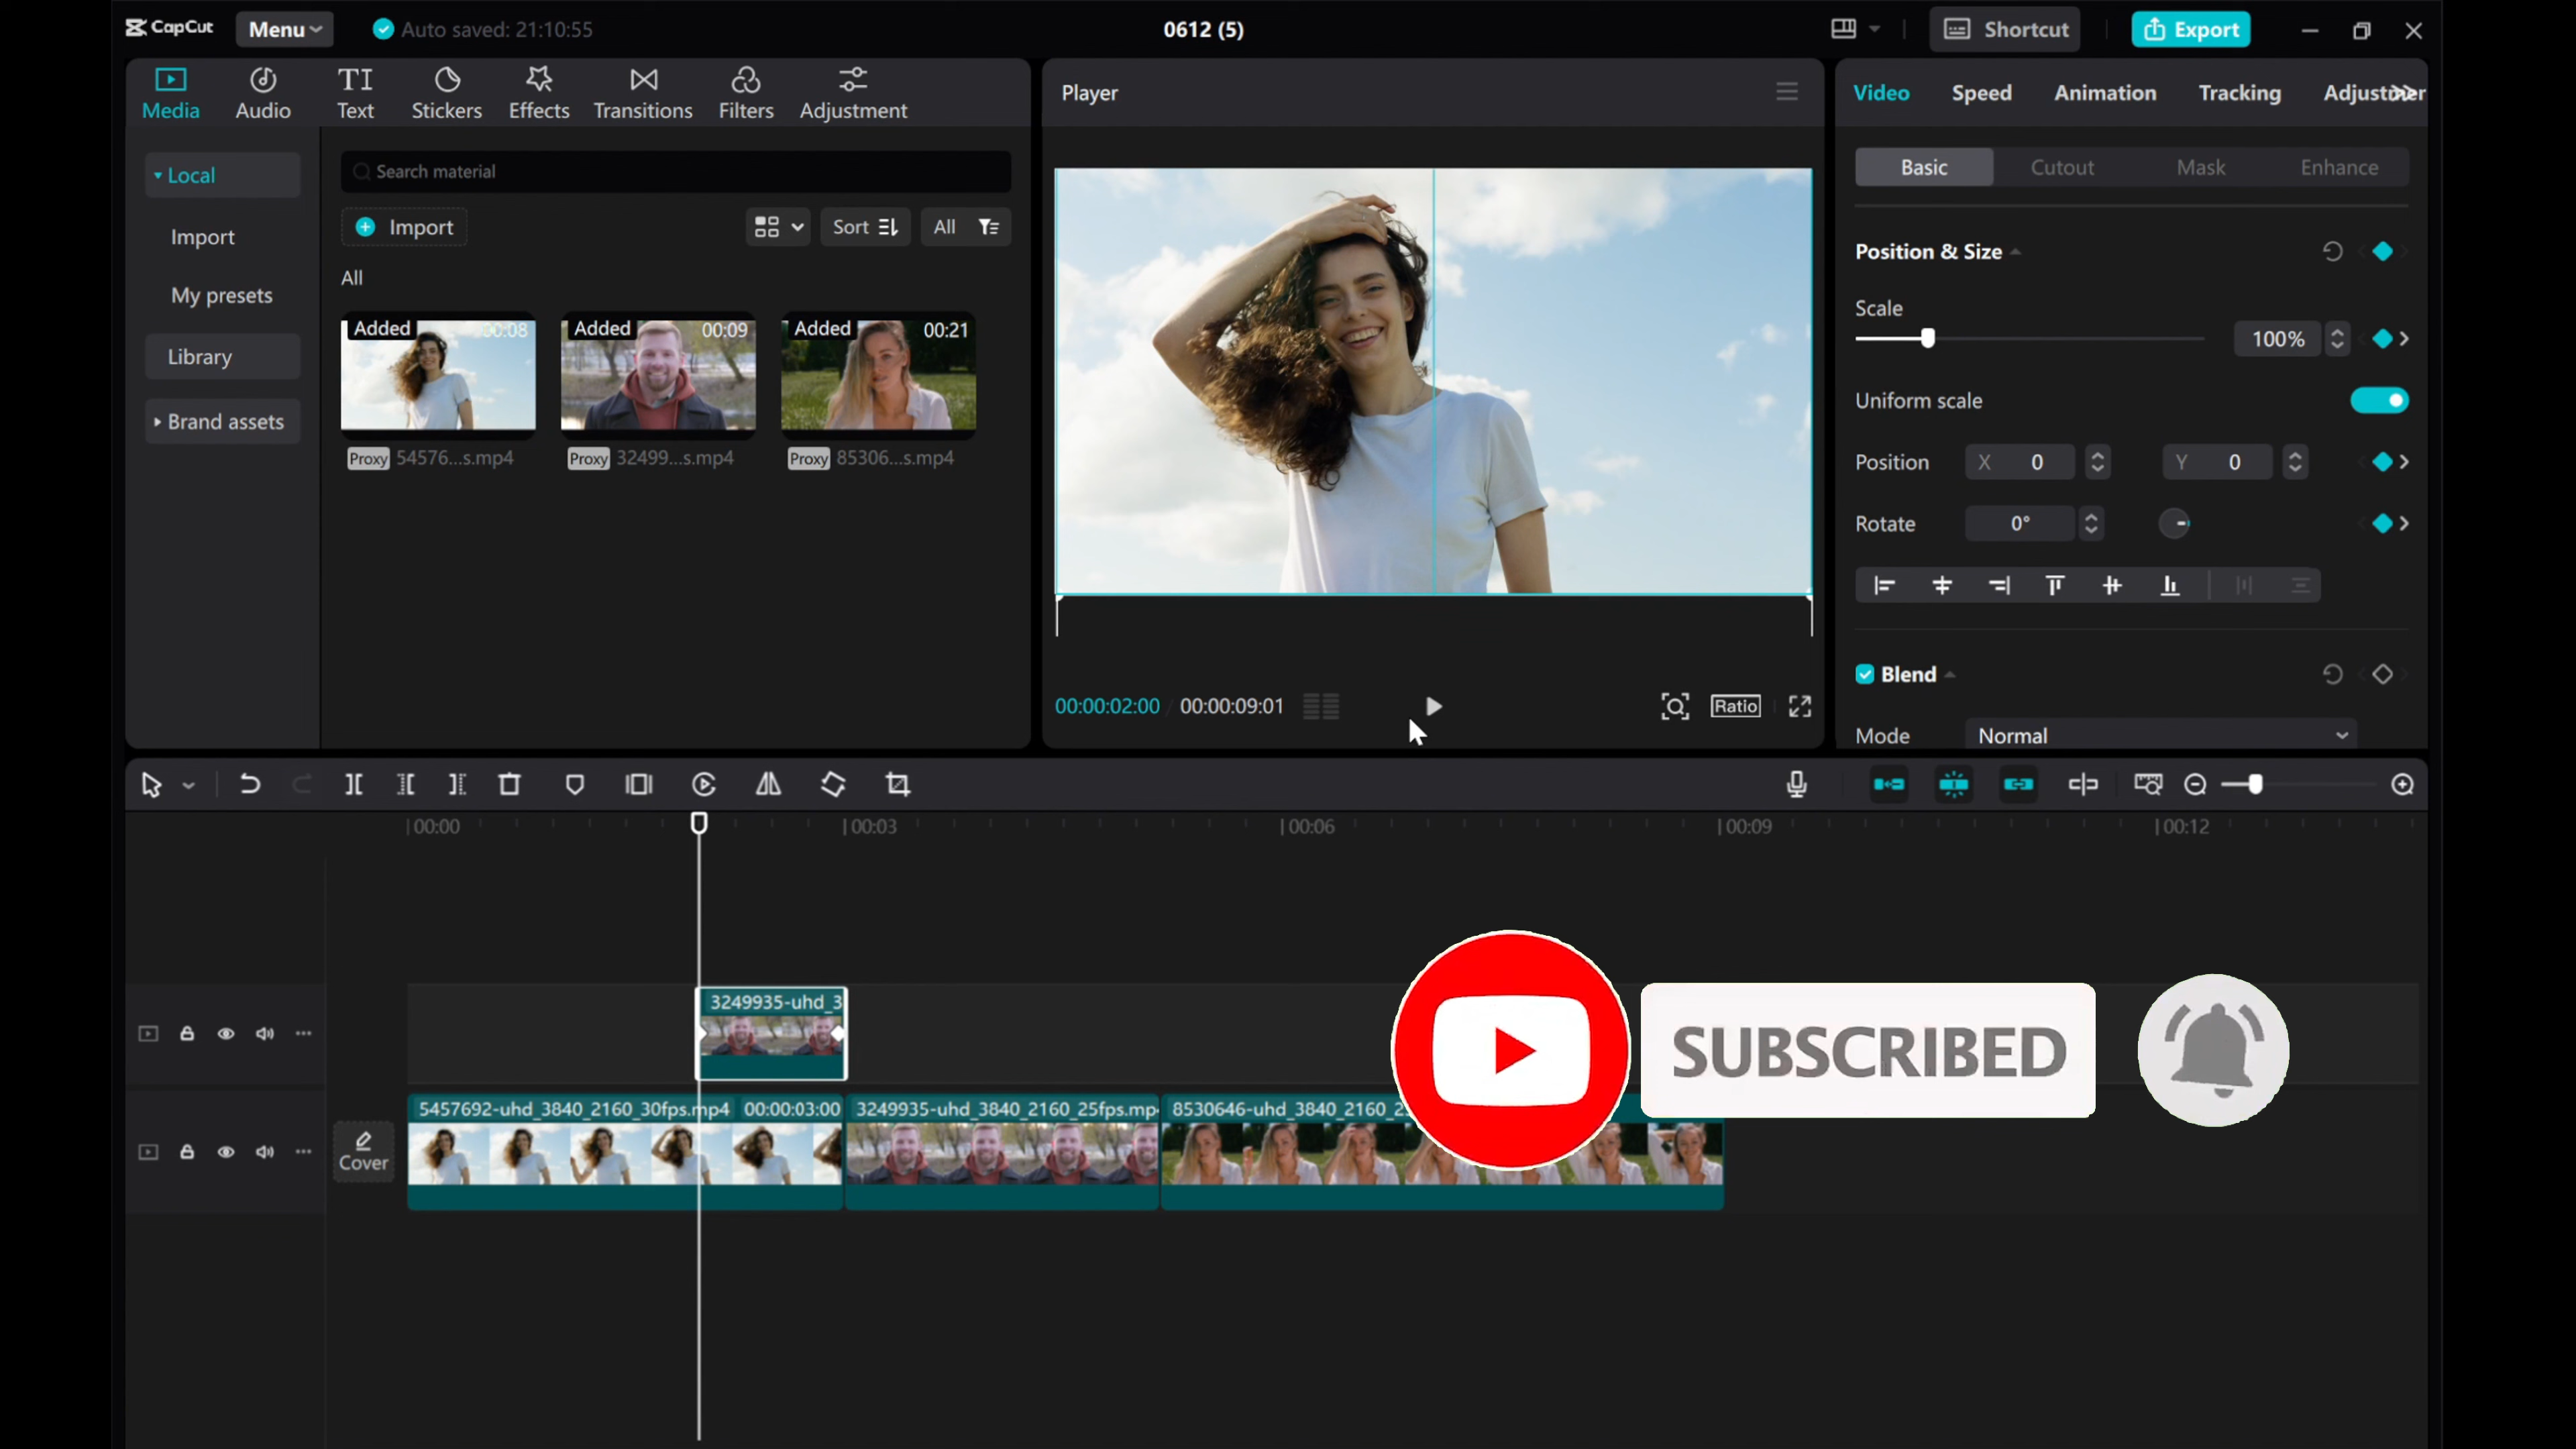 CapCut
Menu
Auto saved: 21:10:55
0612 (5)
Shortcut
Export
Media
Audio
Text
Stickers
Effects
Transitions
Filters
Adjustment
Local
Import
My presets
Library
Brand assets
Search material
Import
Sort
All
All
Added 00:08
Added 00:09
Added 00:21
Proxy 54576...s.mp4
Proxy 32499...s.mp4
Proxy 85306...s.mp4
Player
00:00:02:00 / 00:00:09:01
Ratio
Video
Speed
Animation
Tracking
Basic
Cutout
Mask
Enhance
Position & Size
Scale
100%
Uniform scale
Position X 0 Y 0
Rotate 0°
Blend
Mode Normal
00:00
00:03
00:06
00:09
00:12
3249935-uhd_3
Cover
5457692-uhd_3840_2160_30fps.mp4 00:00:03:00
3249935-uhd_3840_2160_25fps.mp
8530646-uhd_3840_2160_2
SUBSCRIBED